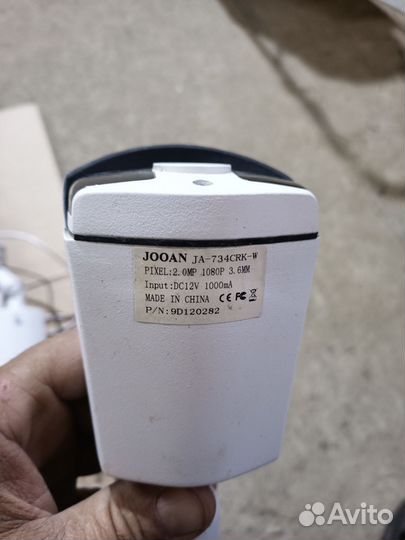 JOOAN JA-734CRK-W
PIXEL:2.0MP 1080P 3.6MM
Input:DC12V 1000mA
MADE IN CHINA CE FC
P/N:9D120282
Avito